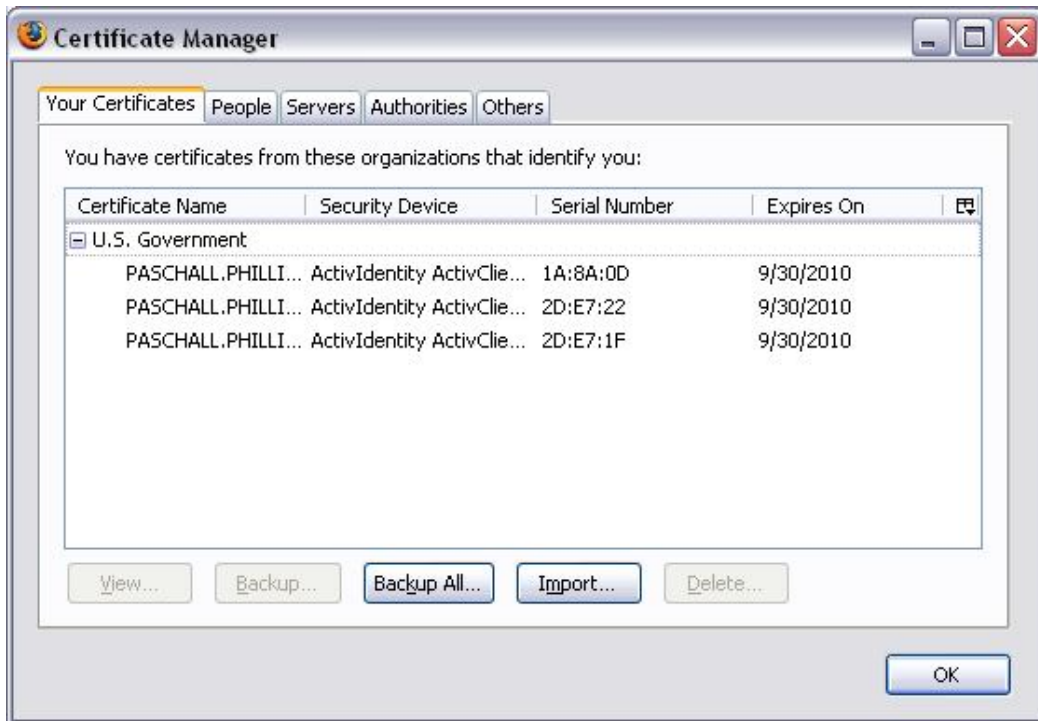 Certificate Manager
Your Certificates People Servers Authorities Others
You have certificates from these organizations that identify you:
Certificate Name Security Device Serial Number Expires On
U.S. Government
PASCHALL.PHILLI... ActivIdentity ActivClie... 1A:8A:0D 9/30/2010
PASCHALL.PHILLI... ActivIdentity ActivClie... 2D:E7:22 9/30/2010
PASCHALL.PHILLI... ActivIdentity ActivClie... 2D:E7:1F 9/30/2010
View... Backup... Backup All... Import... Delete...
OK